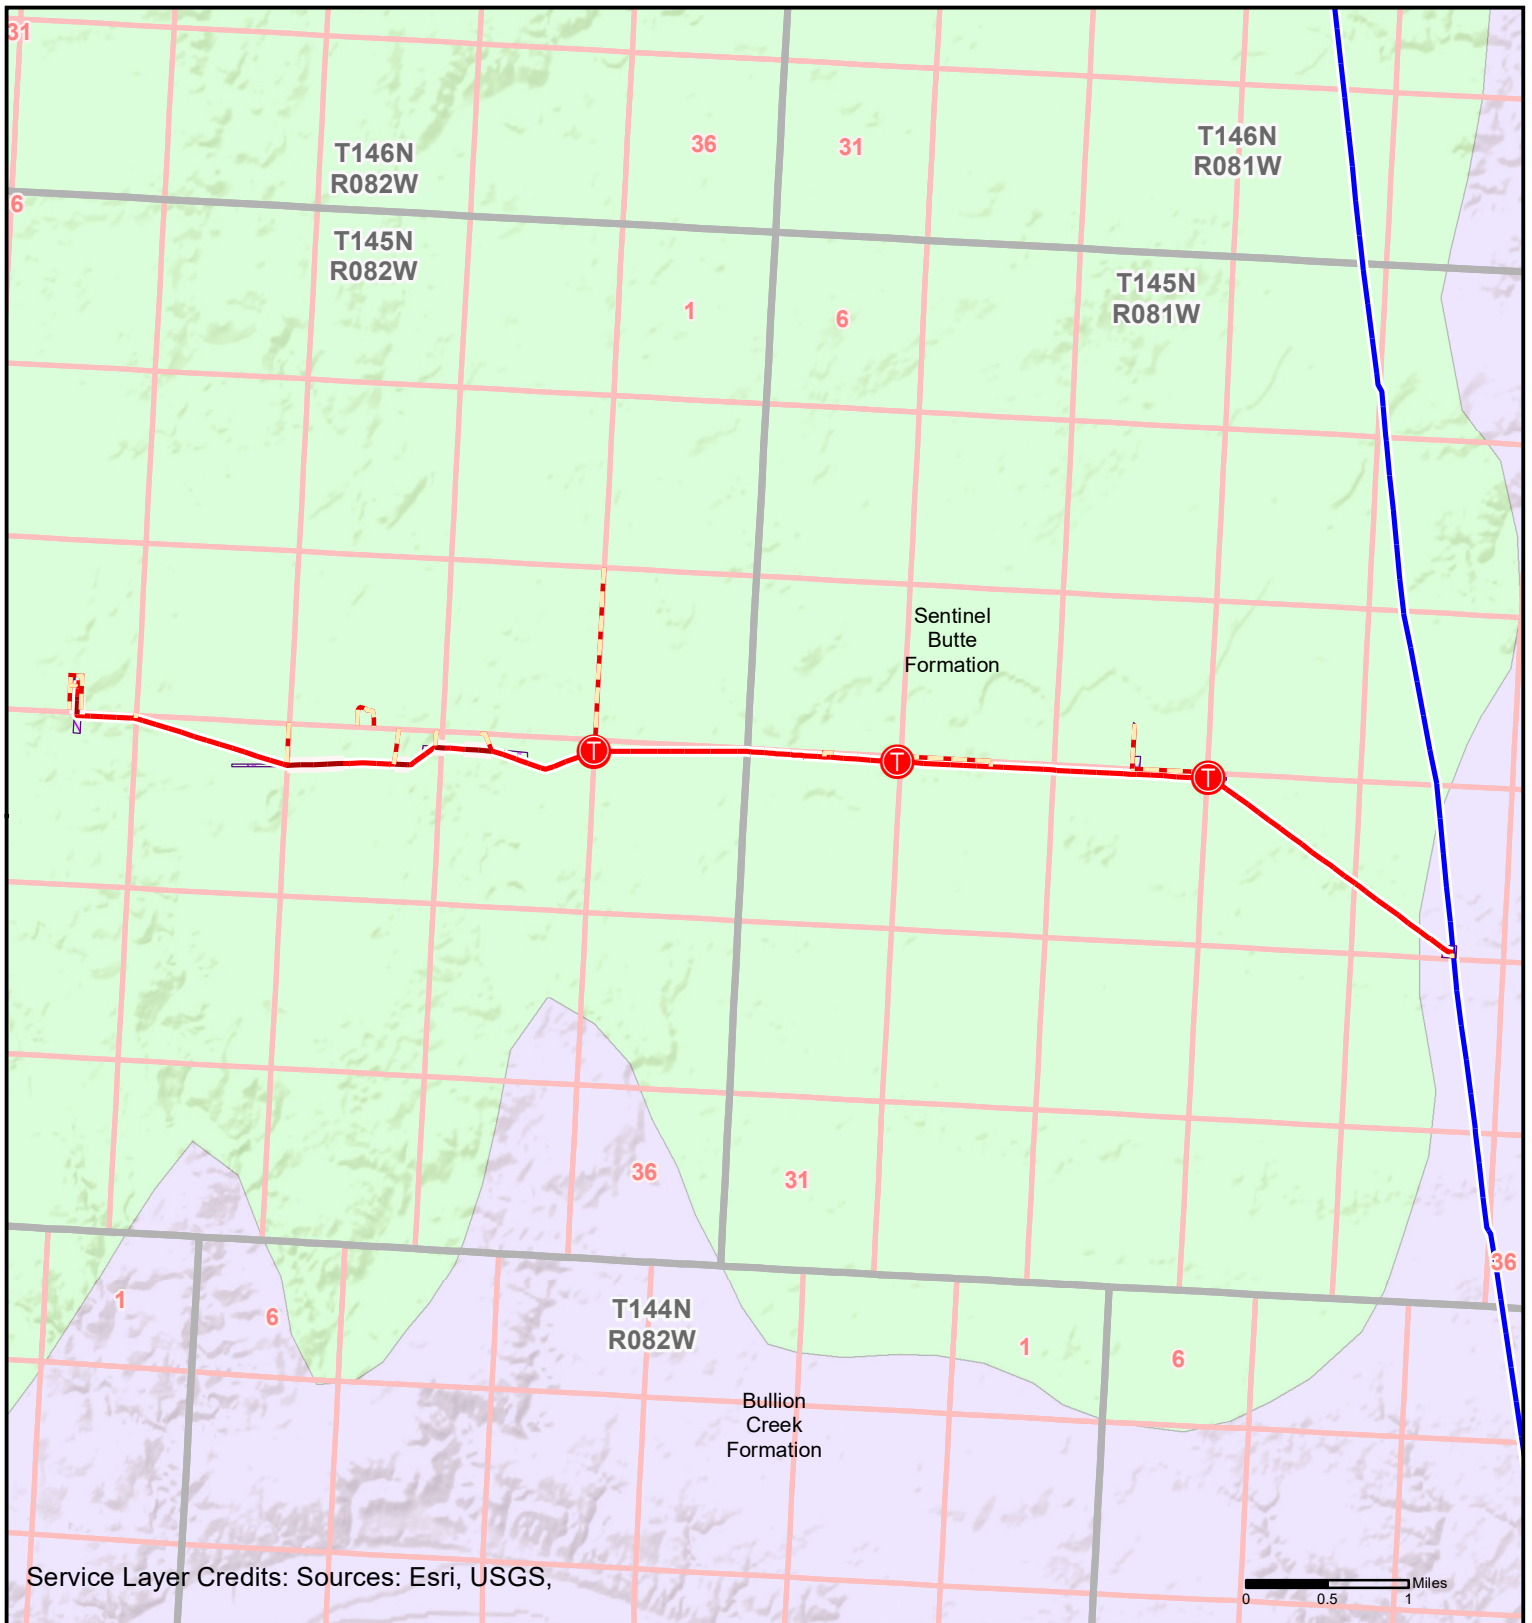 31
36
31
T146N
R082W
T146N
R081W
6
T145N
R082W
1
6
T145N
R081W
Sentinel
Butte
Formation
T
T
T
36
31
36
1
6
T144N
R082W
1
6
Bullion
Creek
Formation
Service Layer Credits: Sources: Esri, USGS,
Miles
0 0.5 1